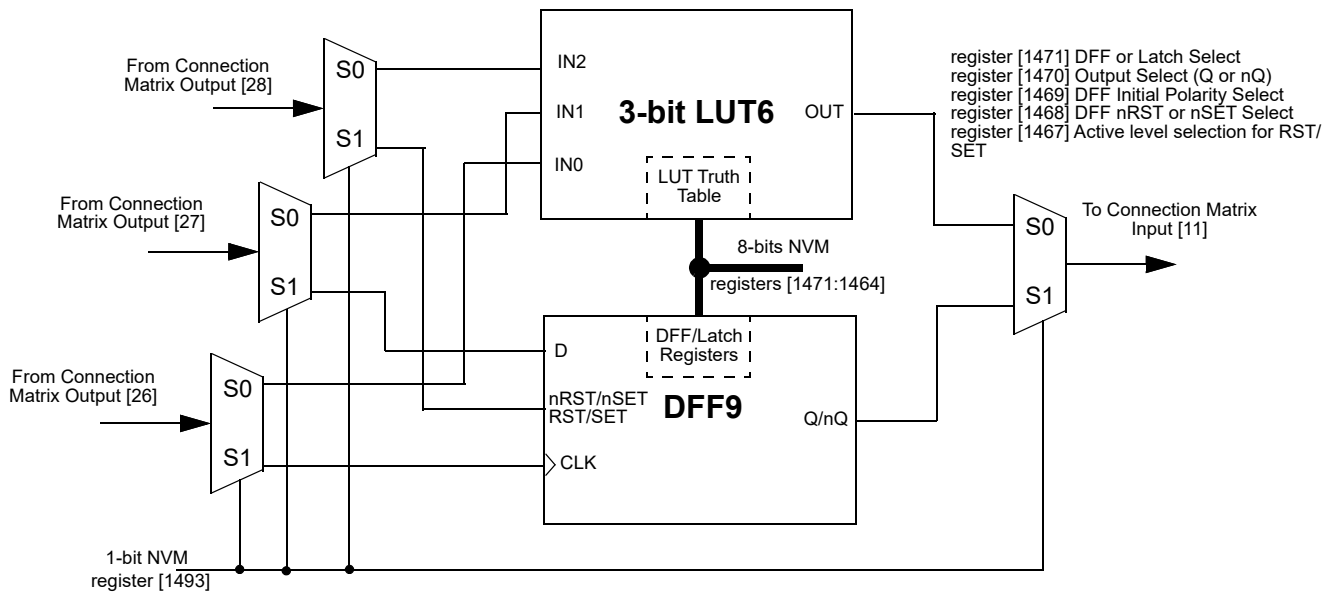 From Connection
Matrix Output [28]
S0
S1
IN2
IN1
IN0
3-bit LUT6
OUT
LUT Truth
Table
register [1471] DFF or Latch Select
register [1470] Output Select (Q or nQ)
register [1469] DFF Initial Polarity Select
register [1468] DFF nRST or nSET Select
register [1467] Active level selection for RST/
SET
From Connection
Matrix Output [27]
S0
S1
8-bits NVM
registers [1471:1464]
S0
S1
To Connection Matrix
Input [11]
From Connection
Matrix Output [26]
S0
S1
DFF/Latch
Registers
D
nRST/nSET
RST/SET
DFF9
Q/nQ
CLK
1-bit NVM
register [1493]